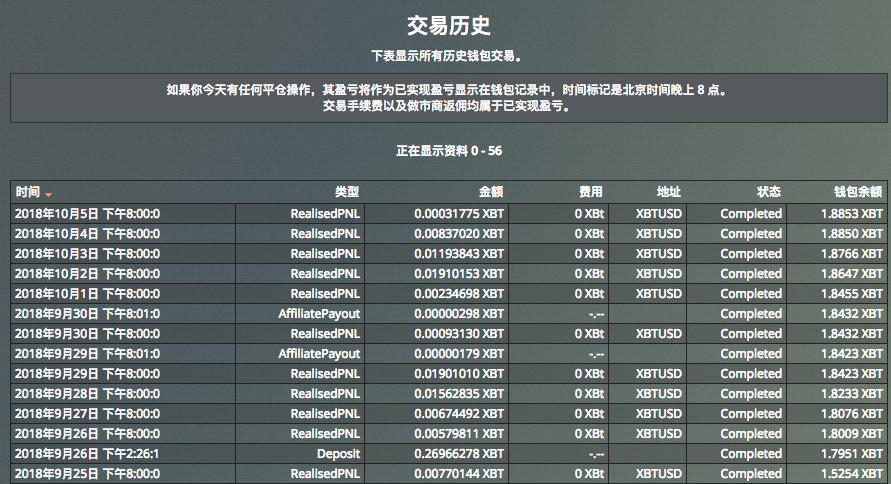 交易历史
下表显示所有历史钱包交易。
如果你今天有任何平仓操作，其盈亏将作为已实现盈亏显示在钱包记录中，时间标记是北京时间晚上 8 点。
交易手续费以及做市商返佣均属于已实现盈亏。
正在显示资料 0 - 56
时间 类型 金额 费用 地址 状态 钱包余额
2018年10月5日 下午8:00:0 RealisedPNL 0.00031775 XBT 0 XBt XBTUSD Completed 1.8853 XBT
2018年10月4日 下午8:00:0 RealisedPNL 0.00837020 XBT 0 XBt XBTUSD Completed 1.8850 XBT
2018年10月3日 下午8:00:0 RealisedPNL 0.01193843 XBT 0 XBt XBTUSD Completed 1.8766 XBT
2018年10月2日 下午8:00:0 RealisedPNL 0.01910153 XBT 0 XBt XBTUSD Completed 1.8647 XBT
2018年10月1日 下午8:00:0 RealisedPNL 0.00234698 XBT 0 XBt XBTUSD Completed 1.8455 XBT
2018年9月30日 下午8:01:0 AffiliatePayout 0.00000298 XBT -.-- Completed 1.8432 XBT
2018年9月30日 下午8:00:0 RealisedPNL 0.00093130 XBT 0 XBt XBTUSD Completed 1.8432 XBT
2018年9月29日 下午8:01:0 AffiliatePayout 0.00000179 XBT -.-- Completed 1.8423 XBT
2018年9月29日 下午8:00:0 RealisedPNL 0.01901010 XBT 0 XBt XBTUSD Completed 1.8423 XBT
2018年9月28日 下午8:00:0 RealisedPNL 0.01562835 XBT 0 XBt XBTUSD Completed 1.8233 XBT
2018年9月27日 下午8:00:0 RealisedPNL 0.00674492 XBT 0 XBt XBTUSD Completed 1.8076 XBT
2018年9月26日 下午8:00:0 RealisedPNL 0.00579811 XBT 0 XBt XBTUSD Completed 1.8009 XBT
2018年9月26日 下午2:26:1 Deposit 0.26966278 XBT -.-- Completed 1.7951 XBT
2018年9月25日 下午8:00:0 RealisedPNL 0.00770144 XBT 0 XBt XBTUSD Completed 1.5254 XBT